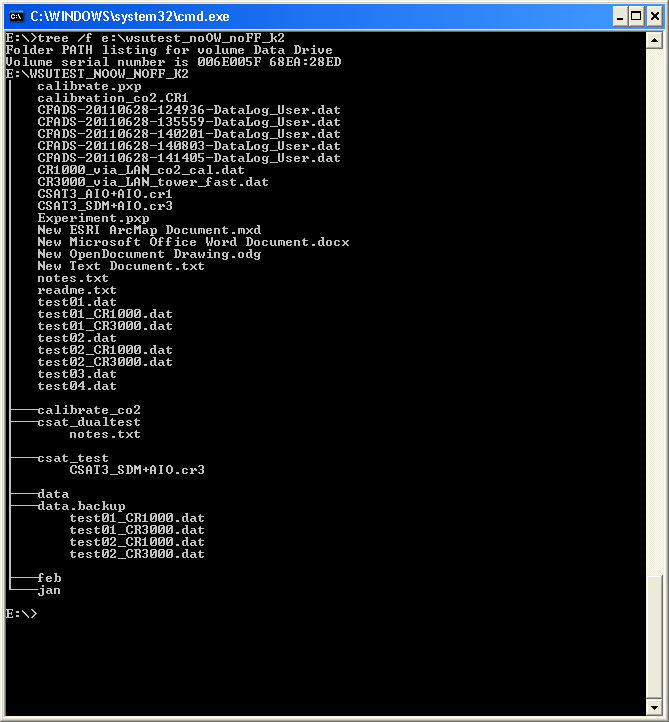 C:\WINDOWS\system32\cmd.exe
E:\>tree /f e:\wsutest_noOW_noFF_k2
Folder PATH listing for volume Data Drive
Volume serial number is 006E005F 68EA:28ED
E:\WSUTEST_NOOW_NOFF_K2
│   calibrate.pxp
│   calibration_co2.CR1
│   CFADS-20110628-124936-DataLog_User.dat
│   CFADS-20110628-135559-DataLog_User.dat
│   CFADS-20110628-140201-DataLog_User.dat
│   CFADS-20110628-140803-DataLog_User.dat
│   CFADS-20110628-141405-DataLog_User.dat
│   CR1000_via_LAN_co2_cal.dat
│   CR3000_via_LAN_tower_fast.dat
│   CSAT3_AIO+AIO.cr1
│   CSAT3_SDM+AIO.cr3
│   Experiment.pxp
│   New ESRI ArcMap Document.mxd
│   New Microsoft Office Word Document.docx
│   New OpenDocument Drawing.odg
│   New Text Document.txt
│   notes.txt
│   readme.txt
│   test01.dat
│   test01_CR1000.dat
│   test01_CR3000.dat
│   test02.dat
│   test02_CR1000.dat
│   test02_CR3000.dat
│   test03.dat
│   test04.dat
│
├───calibrate_co2
├───csat_dualtest
│       notes.txt
│
├───csat_test
│       CSAT3_SDM+AIO.cr3
│
├───data
├───data.backup
│       test01_CR1000.dat
│       test01_CR3000.dat
│       test02_CR1000.dat
│       test02_CR3000.dat
│
├───feb
└───jan
E:\>